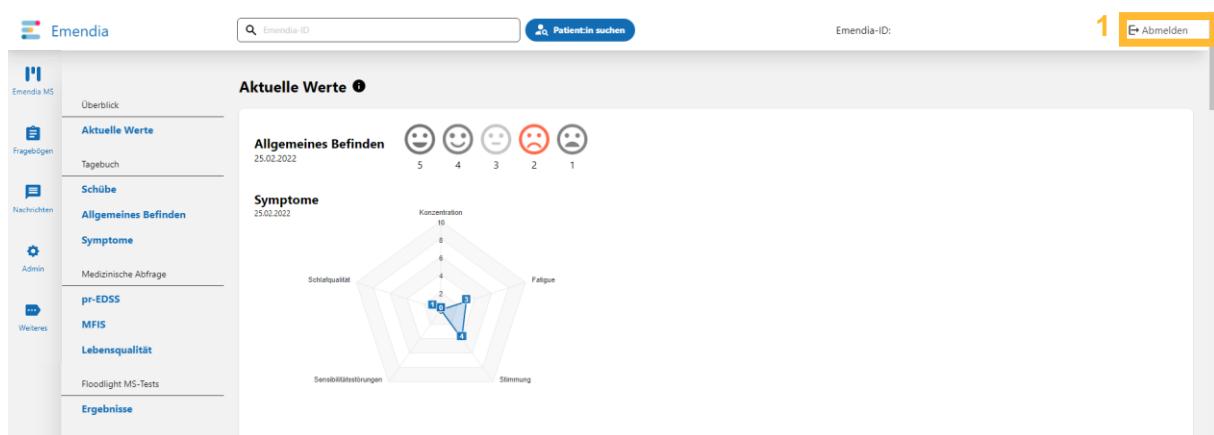 Emendia
Emendia-ID
Patient:in suchen
Emendia-ID:
1
Abmelden
Emendia MS
Fragebögen
Nachrichten
Admin
Weiteres
Überblick
Aktuelle Werte
Tagebuch
Schübe
Allgemeines Befinden
Symptome
Medizinische Abfrage
pr-EDSS
MFIS
Lebensqualität
Floodlight MS-Tests
Ergebnisse
Aktuelle Werte
Allgemeines Befinden
25.02.2022
5 4 3 2 1
Symptome
25.02.2022
Konzentration
10
8
6
4
2
Schlafqualität
Fatigue
1 0 3
4
Sensibilitätsstörungen
Stimmung